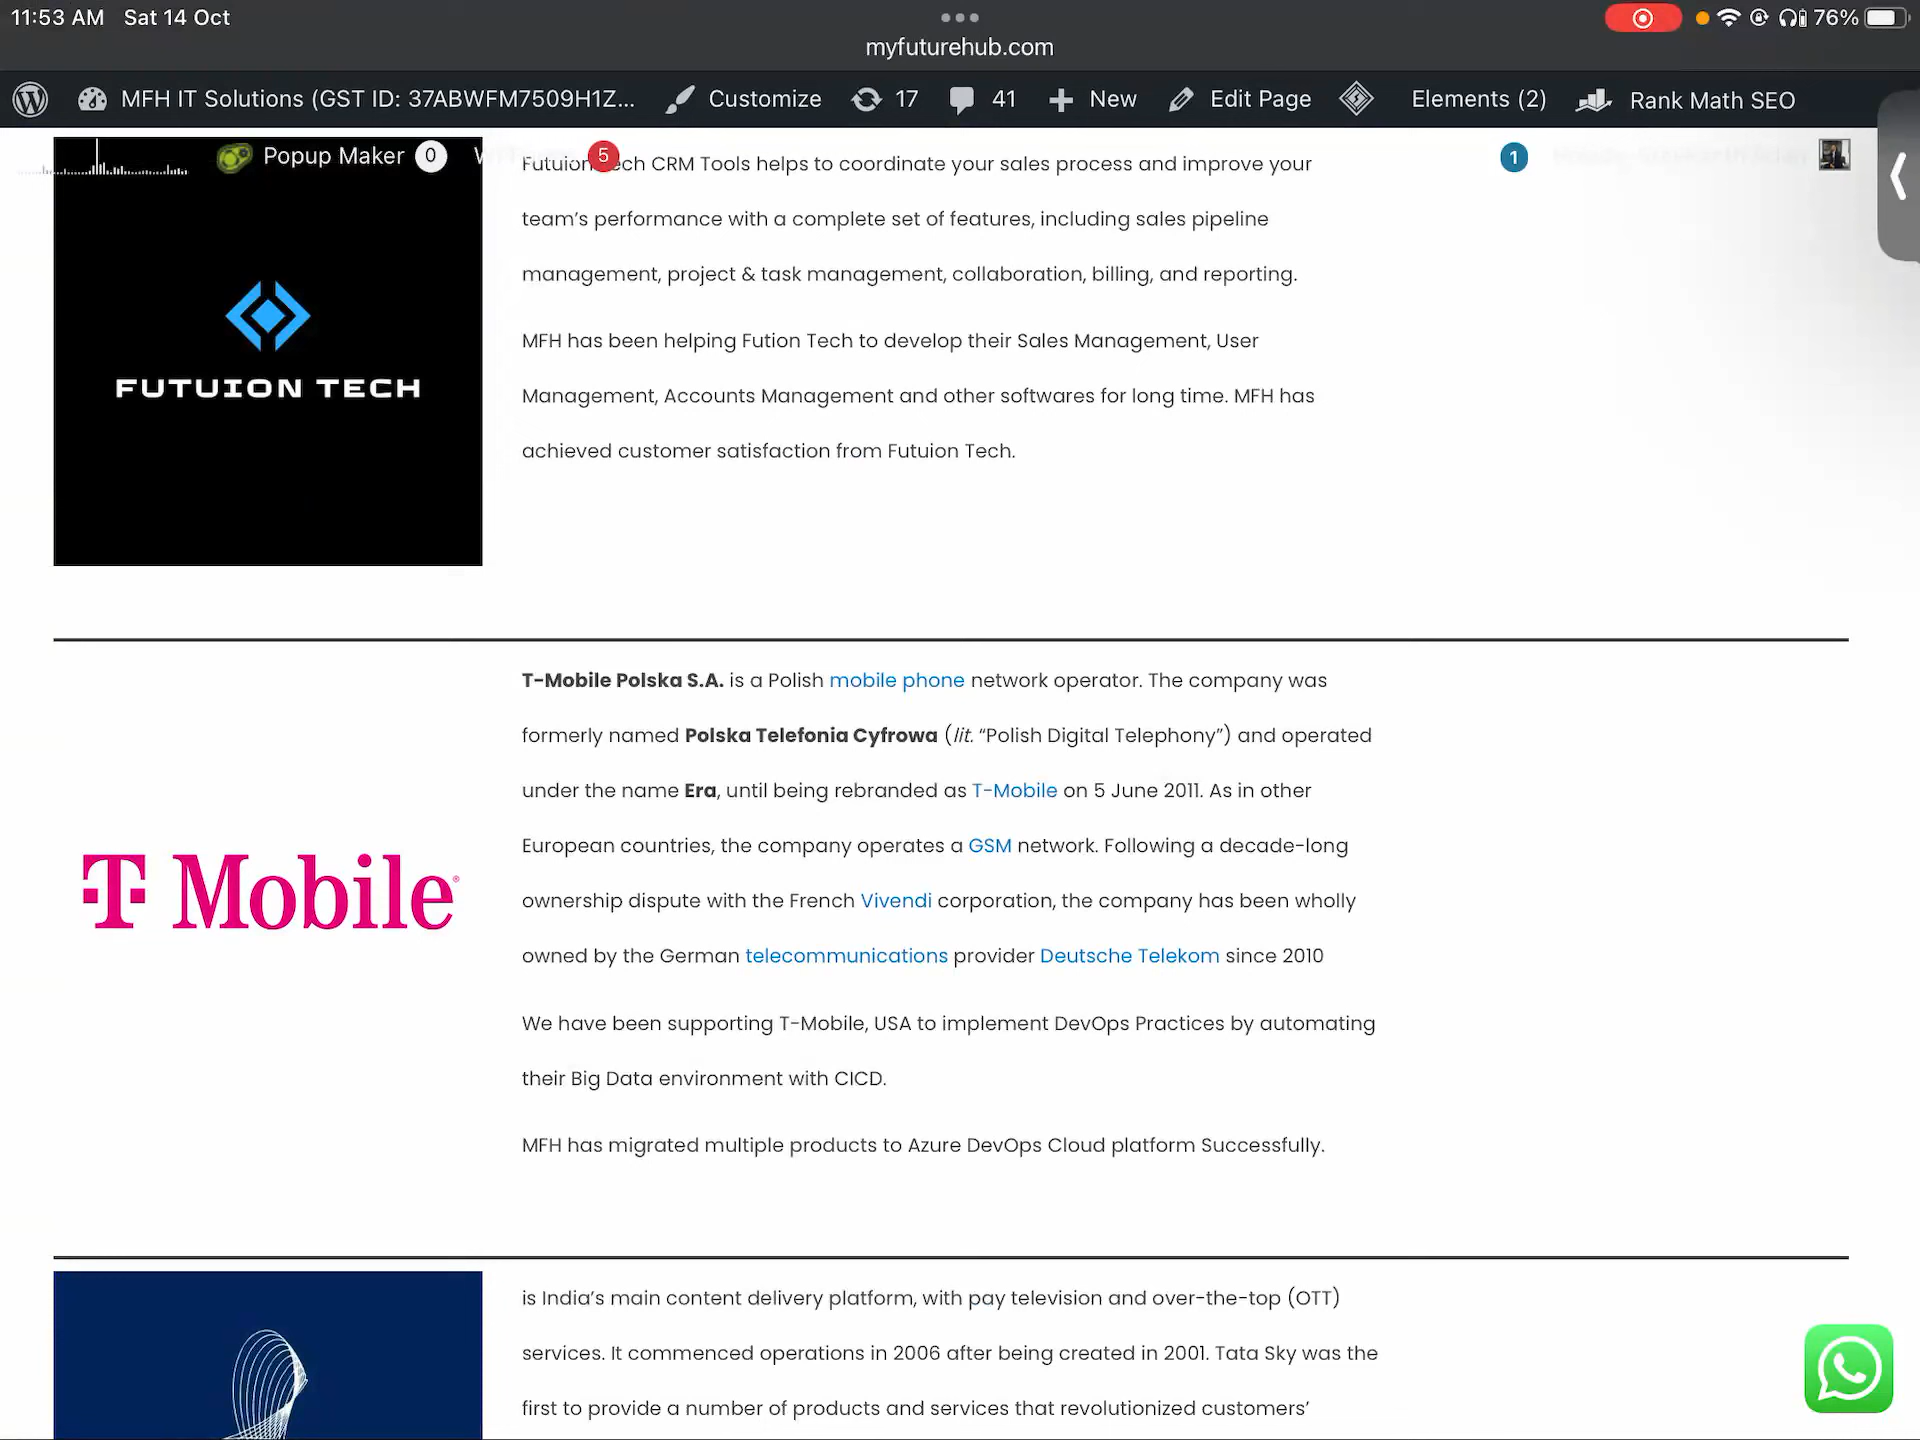 11:53 AM Sat 14 Oct
76%
myfuturehub.com
MFH IT Solutions (GST ID: 37ABWFM7509H1Z... Customize 17 41 New Edit Page Elements (2) Rank Math SEO
Popup Maker 0 5 1
FUTUION TECH
CRM Tools helps to coordinate your sales process and improve your
team's performance with a complete set of features, including sales pipeline
management, project & task management, collaboration, billing, and reporting.
MFH has been helping Fution Tech to develop their Sales Management, User
Management, Accounts Management and other softwares for long time. MFH has
achieved customer satisfaction from Futuion Tech.
T Mobile
T-Mobile Polska S.A. is a Polish mobile phone network operator. The company was
formerly named Polska Telefonia Cyfrowa (lit. “Polish Digital Telephony”) and operated
under the name Era, until being rebranded as T-Mobile on 5 June 2011. As in other
European countries, the company operates a GSM network. Following a decade-long
ownership dispute with the French Vivendi corporation, the company has been wholly
owned by the German telecommunications provider Deutsche Telekom since 2010
We have been supporting T-Mobile, USA to implement DevOps Practices by automating
their Big Data environment with CICD.
MFH has migrated multiple products to Azure DevOps Cloud platform Successfully.
is India's main content delivery platform, with pay television and over-the-top (OTT)
services. It commenced operations in 2006 after being created in 2001. Tata Sky was the
first to provide a number of products and services that revolutionized customers'